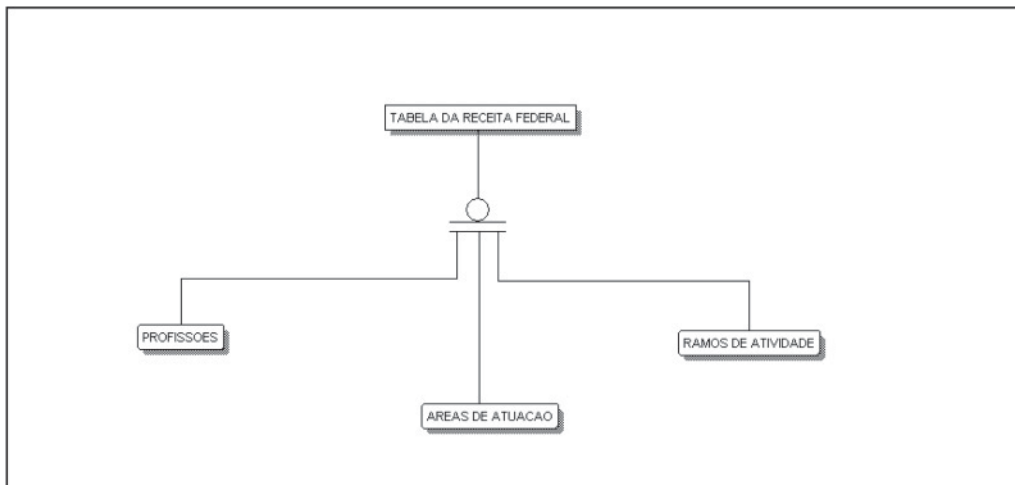 TABELA DA RECEITA FEDERAL
PROFISSOES
RAMOS DE ATIVIDADE
AREAS DE ATUACAO